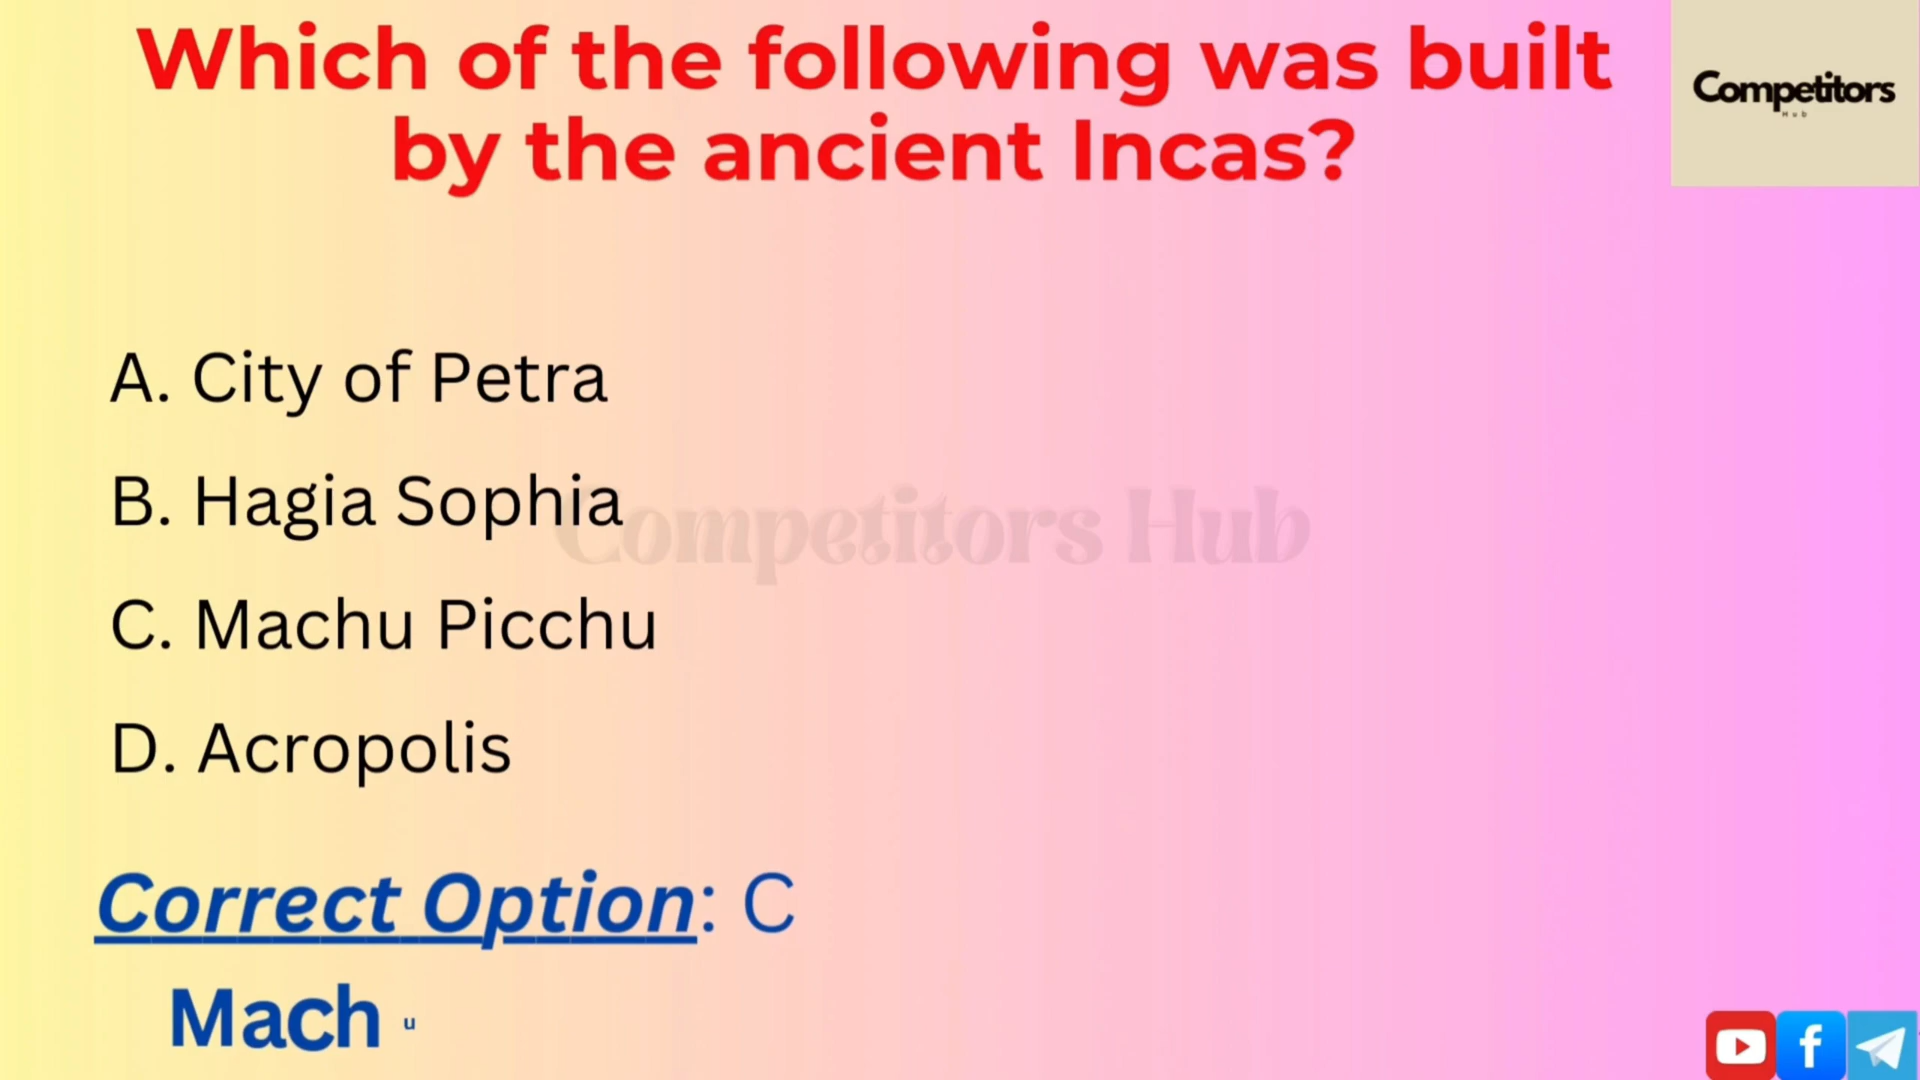 Which of the following was built
by the ancient Incas?
Competitors
Hub
A. City of Petra
B. Hagia Sophia
Competitors Hub
C. Machu Picchu
D. Acropolis
Correct Option: C
Mach u